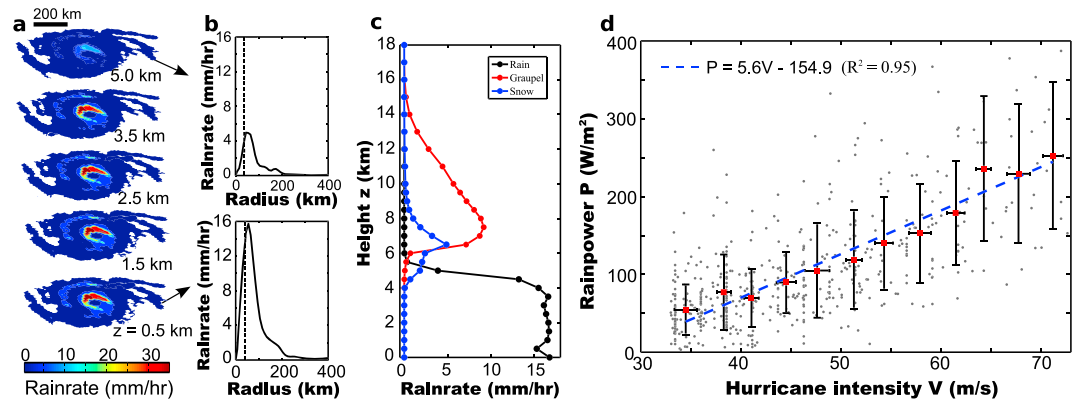 a
200 km
5.0 km
3.5 km
2.5 km
1.5 km
z = 0.5 km
0 10 20 30
Rainrate (mm/hr)
b
16
12
8
4
0
Rainrate (mm/hr)
0 200 400
Radius (km)
16
12
8
4
0
Rainrate (mm/hr)
0 200 400
Radius (km)
c
18
16
14
12
10
8
6
4
2
0
Height z (km)
Rain
Graupel
Snow
0 5 10 15
Rainrate (mm/hr)
d
400
300
200
100
0
Rainpower P (W/m²)
P = 5.6V - 154.9 (R² = 0.95)
30 40 50 60 70
Hurricane intensity V (m/s)